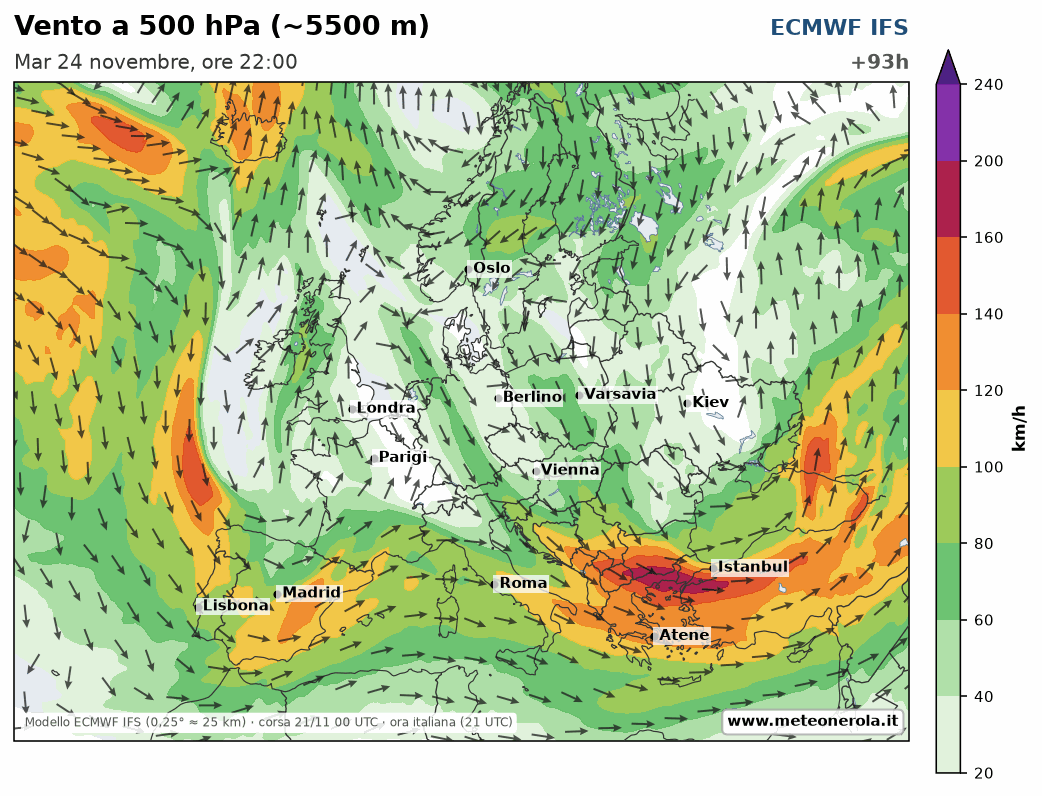 Vento a 500 hPa (~5500 m)
ECMWF IFS
Mar 24 novembre, ore 22:00
+93h
240
200
160
140
120
100
80
60
40
20
km/h
Oslo
Berlino
Varsavia
Kiev
Londra
Parigi
Vienna
Istanbul
Roma
Madrid
Lisbona
Atene
Modello ECMWF IFS (0,25° ≈ 25 km) · corsa 21/11 00 UTC · ora italiana (21 UTC)
www.meteonerola.it